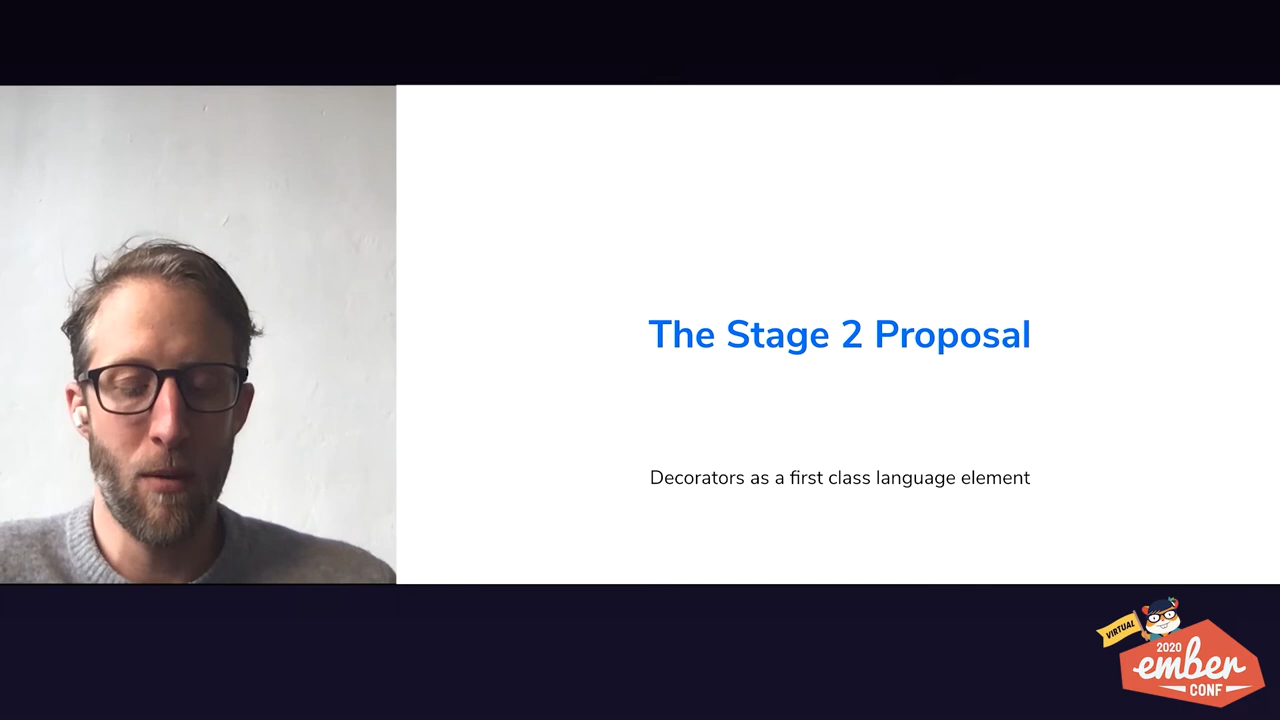 The Stage 2 Proposal
Decorators as a first class language element
VIRTUAL
2020
ember
CONF